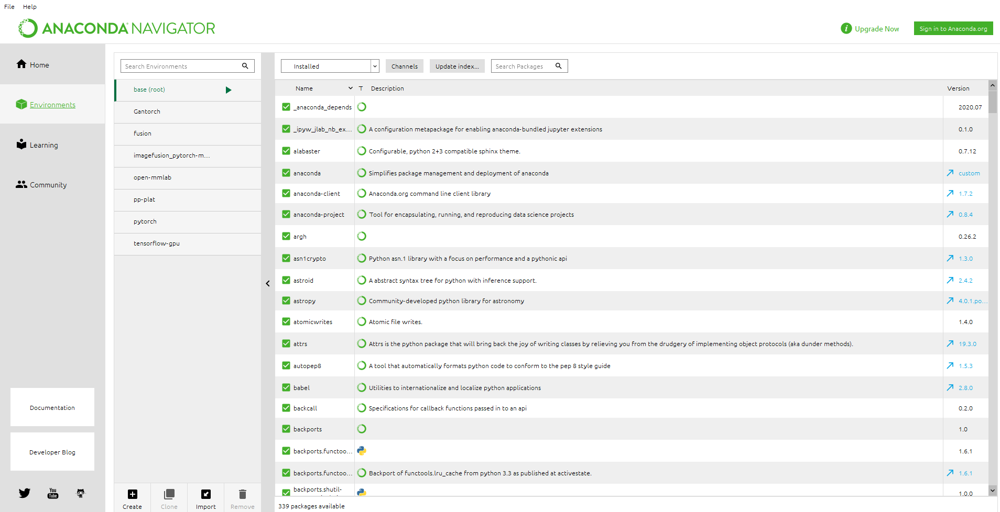 File Help
ANACONDA NAVIGATOR
Upgrade Now
Sign in to Anaconda.org
Home
Environments
Learning
Community
Documentation
Developer Blog
You Tube
Search Environments
base (root)
Gantorch
fusion
imagefusion_pytorch-m...
open-mmlab
pp-plat
pytorch
tensorflow-gpu
Create Clone Import Remove
Installed Channels Update index... Search Packages
Name T Description Version
_anaconda_depends 2020.07
_ipyw_jlab_nb_ex... A configuration metapackage for enabling anaconda-bundled jupyter extensions 0.1.0
alabaster Configurable, python 2+3 compatible sphinx theme. 0.7.12
anaconda Simplifies package management and deployment of anaconda custom
anaconda-client Anaconda.org command line client library 1.7.2
anaconda-project Tool for encapsulating, running, and reproducing data science projects 0.8.4
argh 0.26.2
asn1crypto Python asn.1 library with a focus on performance and a pythonic api 1.3.0
astroid A abstract syntax tree for python with inference support. 2.4.2
astropy Community-developed python library for astronomy 4.0.1.po...
atomicwrites Atomic file writes. 1.4.0
attrs Attrs is the python package that will bring back the joy of writing classes by relieving you from the drudgery of implementing object protocols (aka dunder methods). 19.3.0
autopep8 A tool that automatically formats python code to conform to the pep 8 style guide 1.5.3
babel Utilities to internationalize and localize python applications 2.8.0
backcall Specifications for callback functions passed in to an api 0.2.0
backports 1.0
backports.functoo... 1.6.1
backports.functoo... Backport of functools.lru_cache from python 3.3 as published at activestate. 1.6.1
backports.shutil- 1.0.0
339 packages available